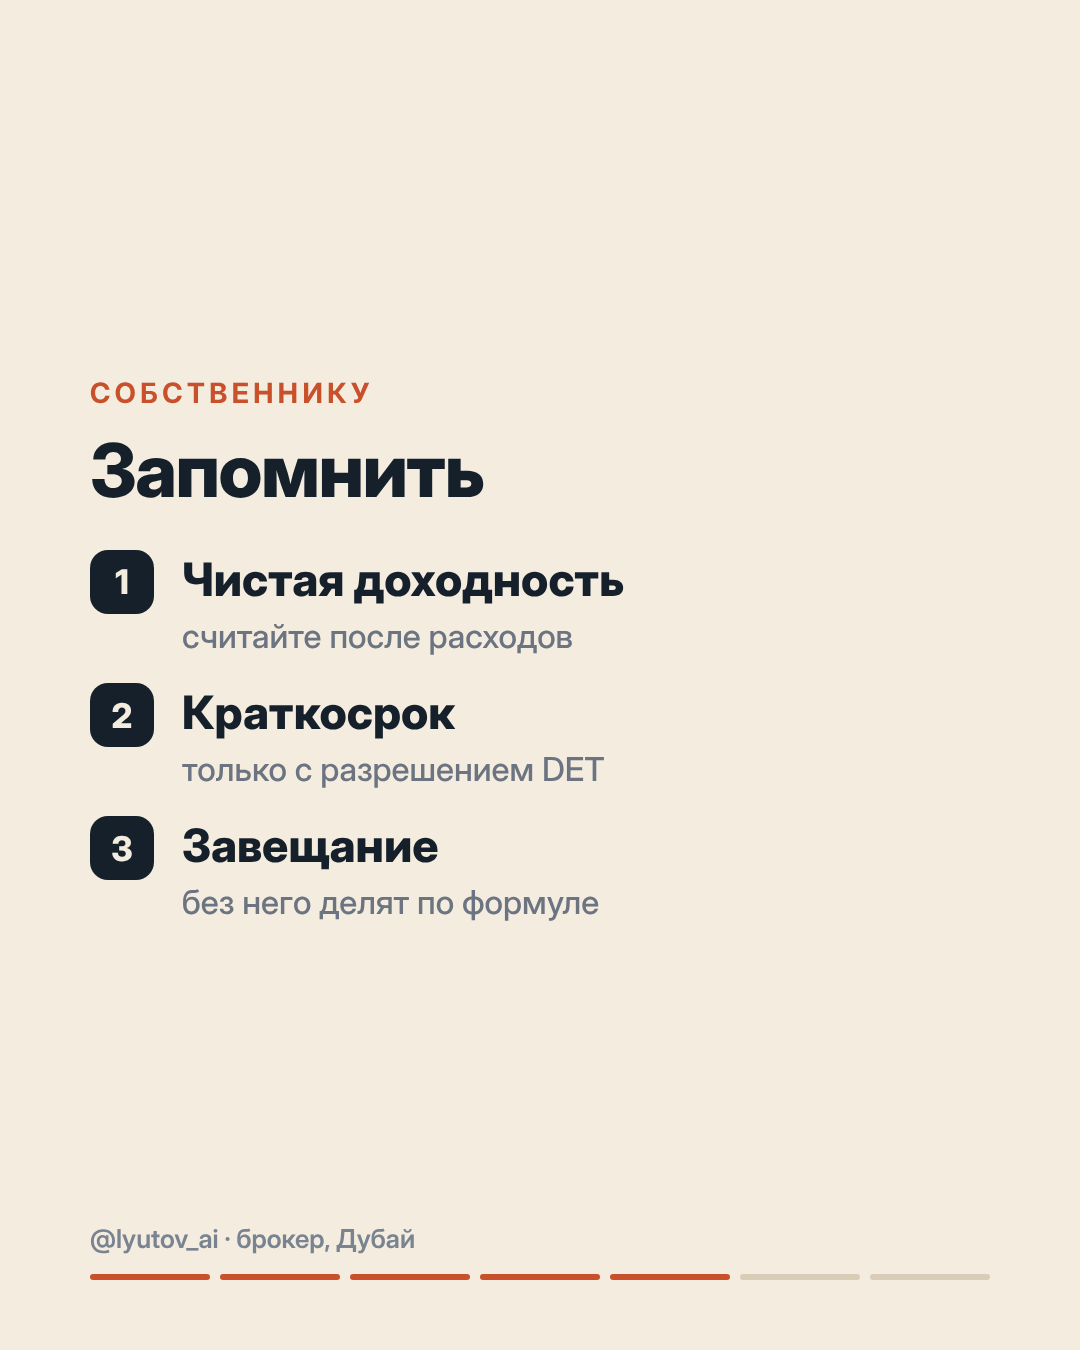 СОБСТВЕННИКУ
Запомнить
1 Чистая доходность
считайте после расходов
2 Краткосрок
только с разрешением DET
3 Завещание
без него делят по формуле
@lyutov_ai · брокер, Дубай